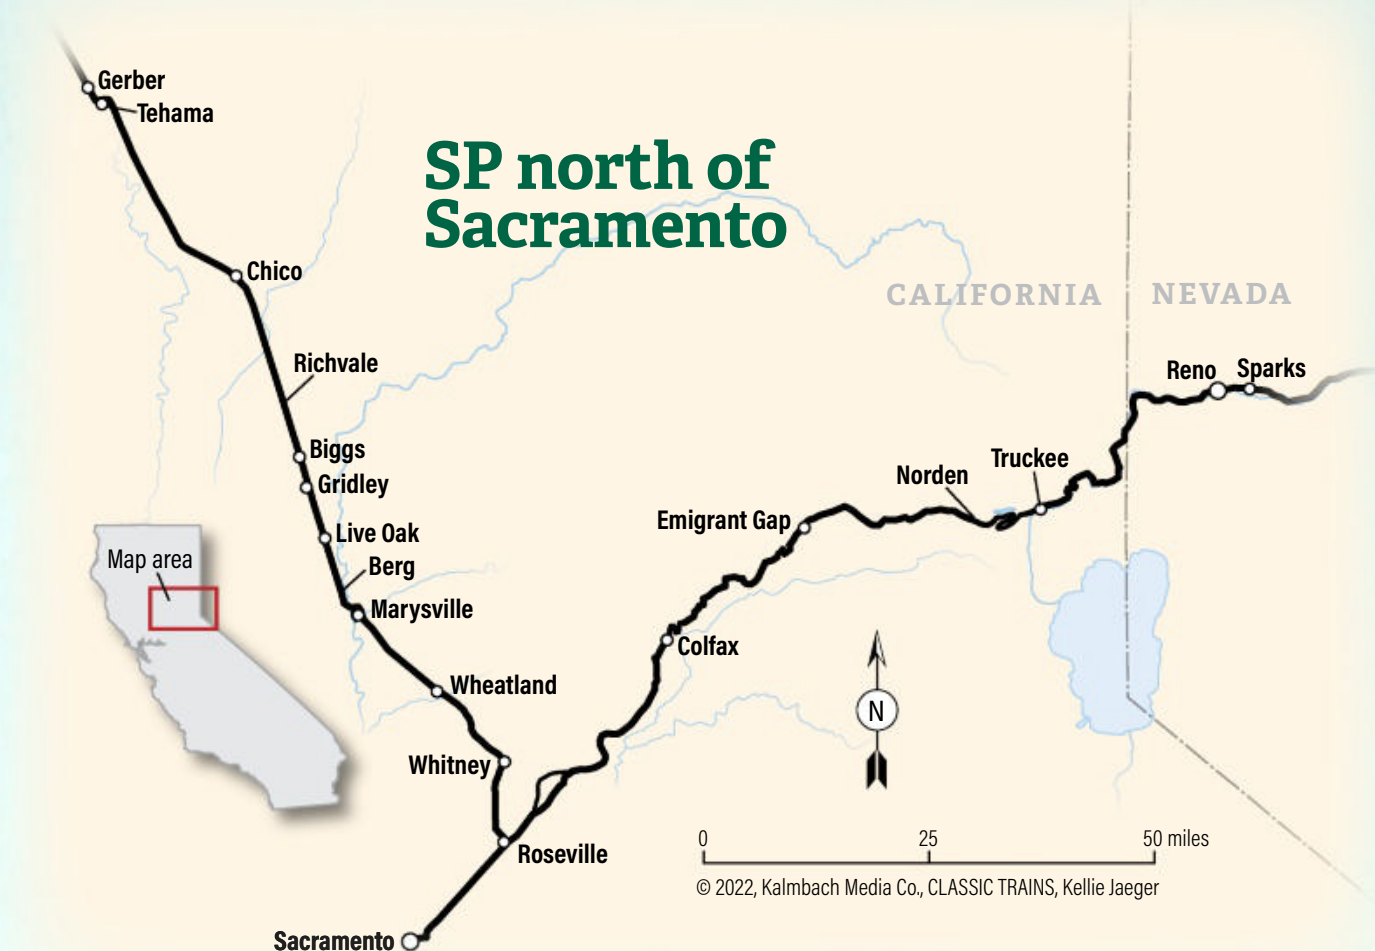 Gerber
Tehama
SP north of
Sacramento
Chico
CALIFORNIA
NEVADA
Richvale
Reno
Sparks
Biggs
Gridley
Truckee
Norden
Emigrant Gap
Live Oak
Map area
Berg
Marysville
Colfax
Wheatland
N
Whitney
0
25
50 miles
Roseville
© 2022, Kalmbach Media Co., CLASSIC TRAINS, Kellie Jaeger
Sacramento